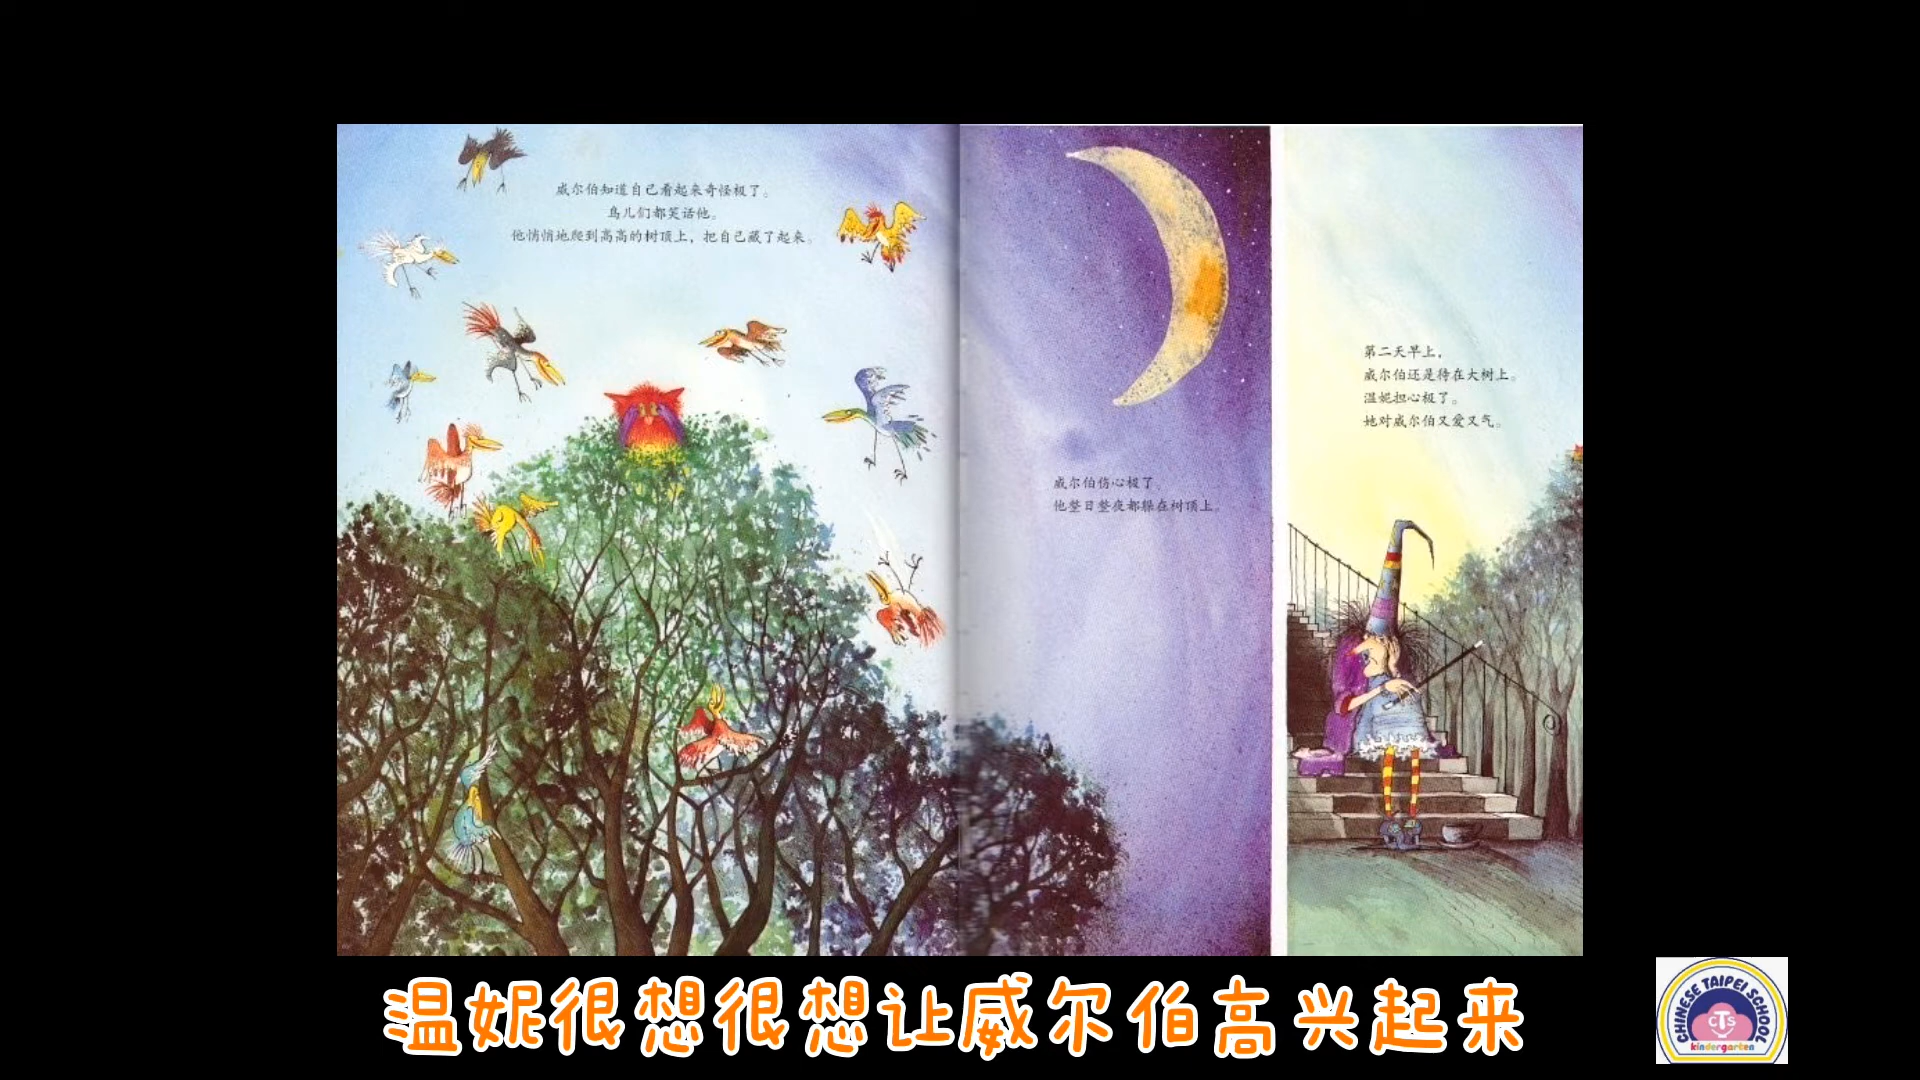 威尔伯知道自己看起来奇怪极了。
鸟儿们都笑话他。
他悄悄地爬到高高的树顶上，把自己藏了起来。
威尔伯伤心极了。
他整日整夜都躲在树顶上。
第二天早上，
威尔伯还是待在大树上。
温妮担心极了。
她对威尔伯又爱又气。
温妮很想很想让威尔伯高兴起来
CHINESE TAIPEI SCHOOL
CTS
kindergarten